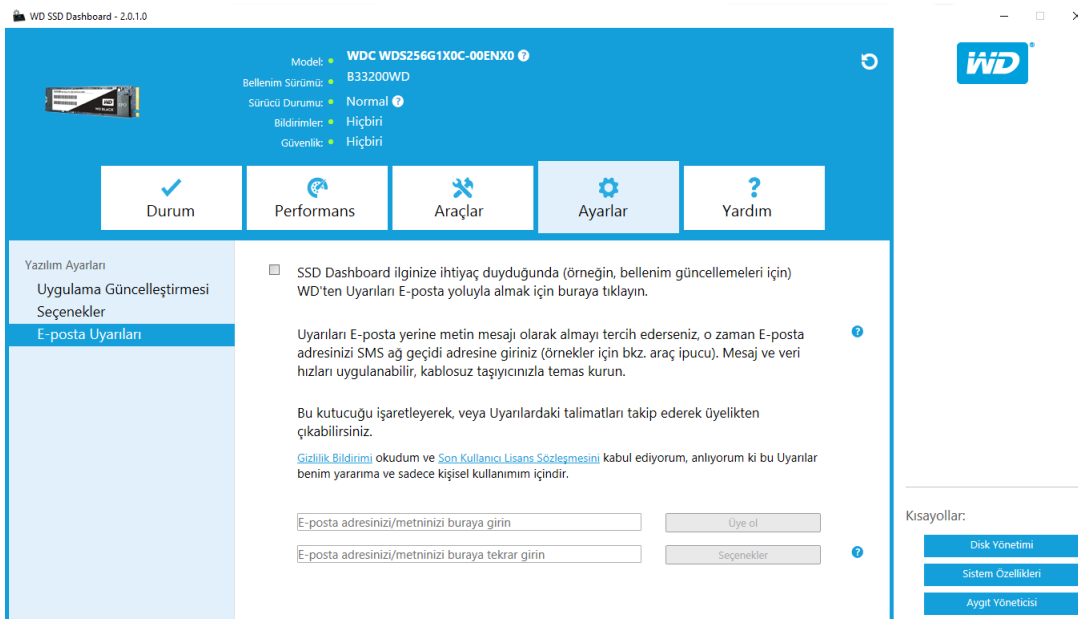 WD SSD Dashboard - 2.0.1.0
Model: WDC WDS256G1X0C-00ENX0
Bellenim Sürümü: B33200WD
Sürücü Durumu: Normal
Bildirimler: Hiçbiri
Güvenlik: Hiçbiri
WD
Durum
Performans
Araçlar
Ayarlar
Yardım
Yazılım Ayarları
Uygulama Güncelleştirmesi
Seçenekler
E-posta Uyarıları
SSD Dashboard ilginize ihtiyaç duyduğunda (örneğin, bellenim güncellemeleri için)
WD'ten Uyarıları E-posta yoluyla almak için buraya tıklayın.
Uyarıları E-posta yerine metin mesajı olarak almayı tercih ederseniz, o zaman E-posta
adresinizi SMS ağ geçidi adresine giriniz (örnekler için bkz. araç ipucu). Mesaj ve veri
hızları uygulanabilir, kablosuz taşıyıcınızla temas kurun.
Bu kutucuğu işaretleyerek, veya Uyarılardaki talimatları takip ederek üyelikten
çıkabilirsiniz.
Gizlilik Bildirimi okudum ve Son Kullanıcı Lisans Sözleşmesini kabul ediyorum, anlıyorum ki bu Uyarılar
benim yararıma ve sadece kişisel kullanımım içindir.
E-posta adresinizi/metninizi buraya girin
Üye ol
E-posta adresinizi/metninizi buraya tekrar girin
Seçenekler
Kısayollar:
Disk Yönetimi
Sistem Özellikleri
Aygıt Yöneticisi